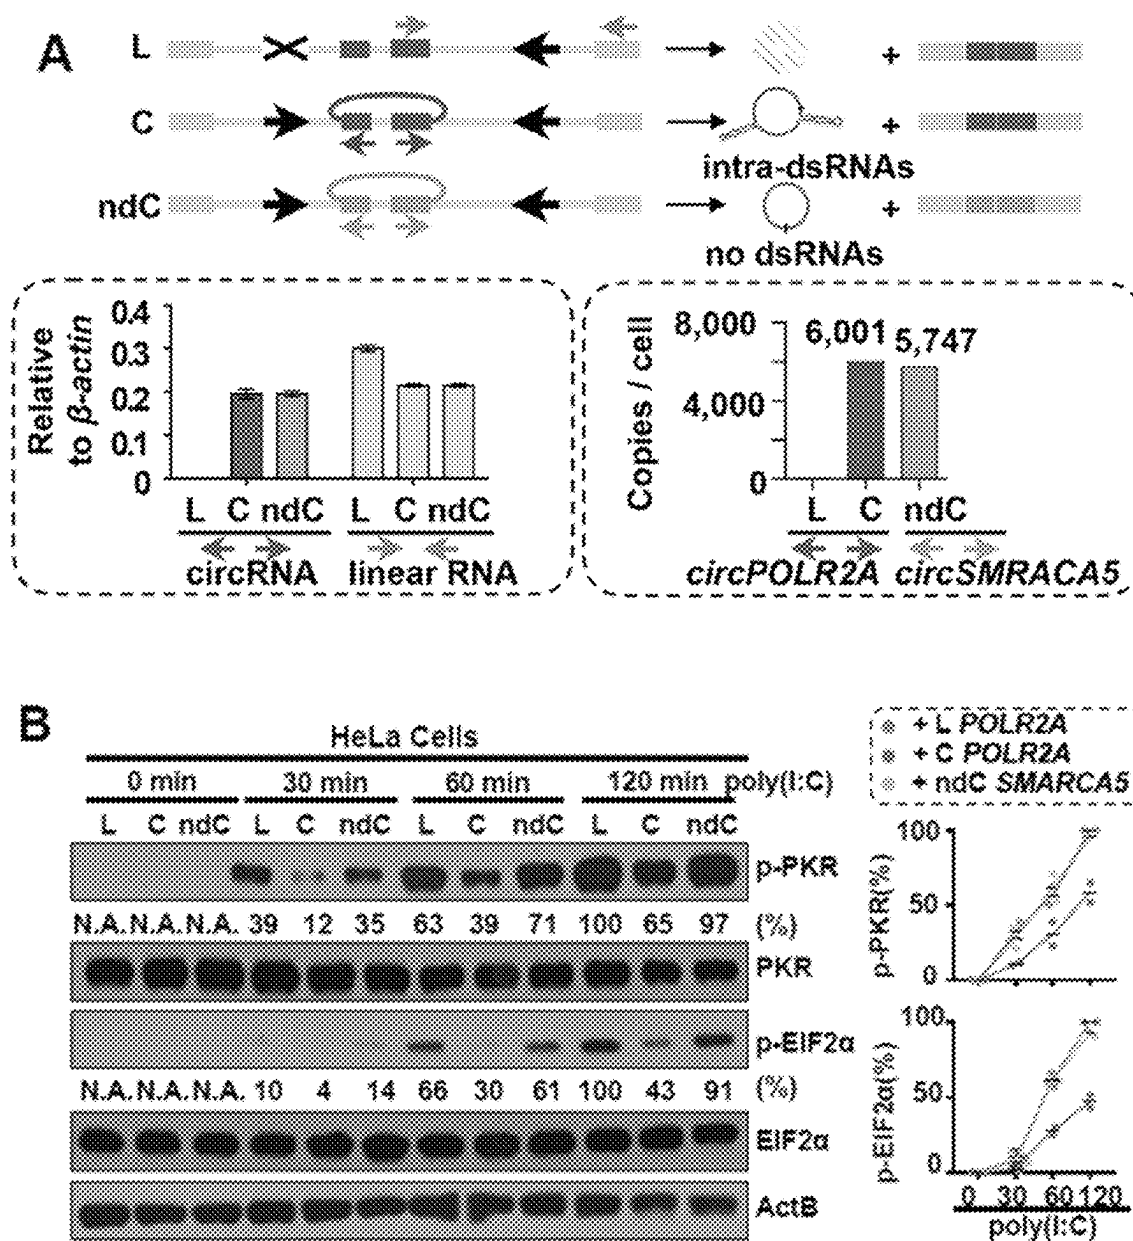 A
L
+
C
+
intra-dsRNAs
ndC
+
no dsRNAs
Relative
to β-actin
0.4
0.3
0.2
0.1
0
L C ndC L C ndC
circRNA linear RNA
Copies / cell
8,000
4,000
0
6,001
5,747
L C ndC
circPOLR2A circSMRACA5
B
HeLa Cells
0 min 30 min 60 min 120 min poly(I:C)
L C ndC L C ndC L C ndC L C ndC
p-PKR
N.A. N.A. N.A. 39 12 35 63 39 71 100 65 97 (%)
PKR
p-EIF2α
N.A. N.A. N.A. 10 4 14 66 30 61 100 43 91 (%)
EIF2α
ActB
+ L POLR2A
+ C POLR2A
+ ndC SMARCA5
p-PKR(%)
100
50
0
p-EIF2α(%)
100
50
0
0 30 60 120
poly(I:C)